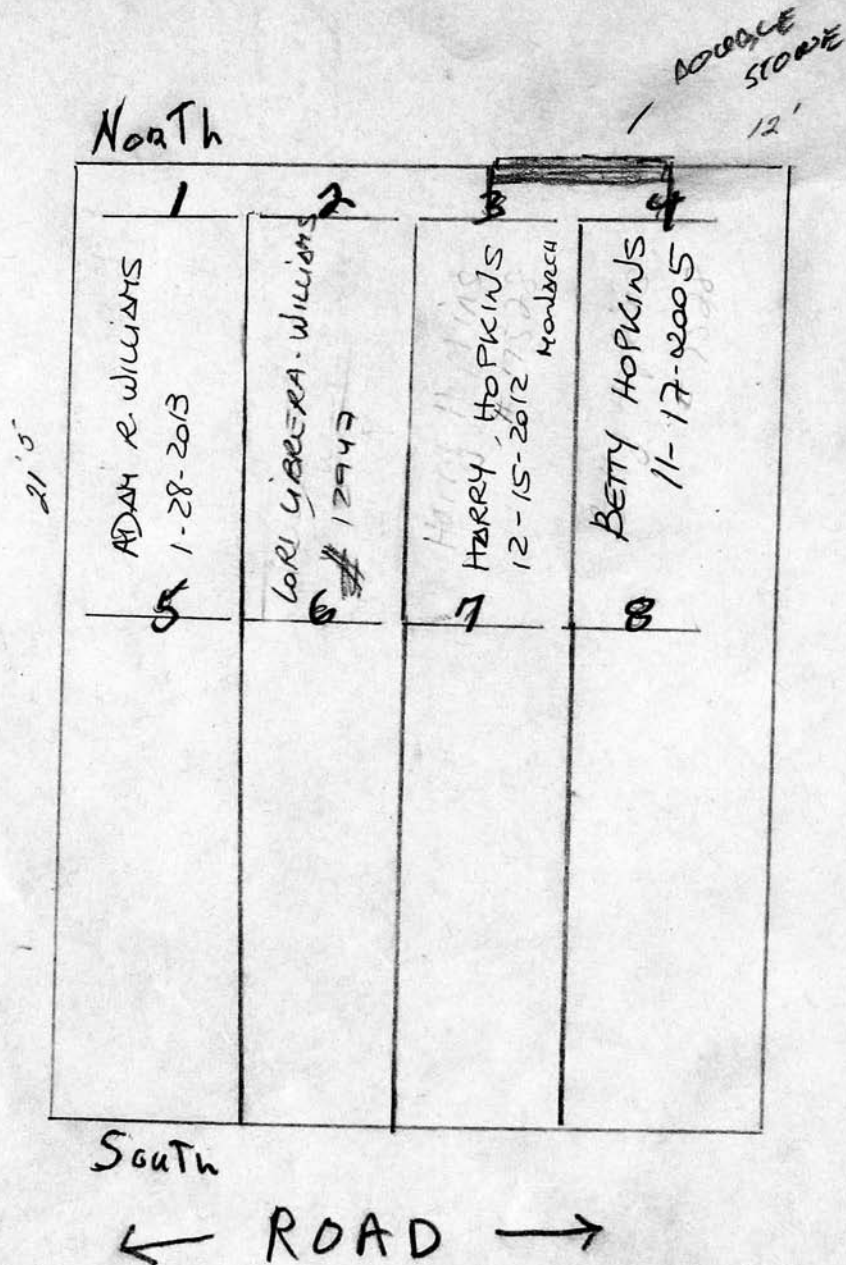 DOUBLE
STONE
12'
North
1
2
3
4
ADAM R. WILLIAMS
1-28-2013
LORI WILLIAMS
# 12947
HARRY HOPKINS
12-15-2012
MONARCH
BETTY HOPKINS
11-17-2005
21'5
5
6
7
8
South
← ROAD →